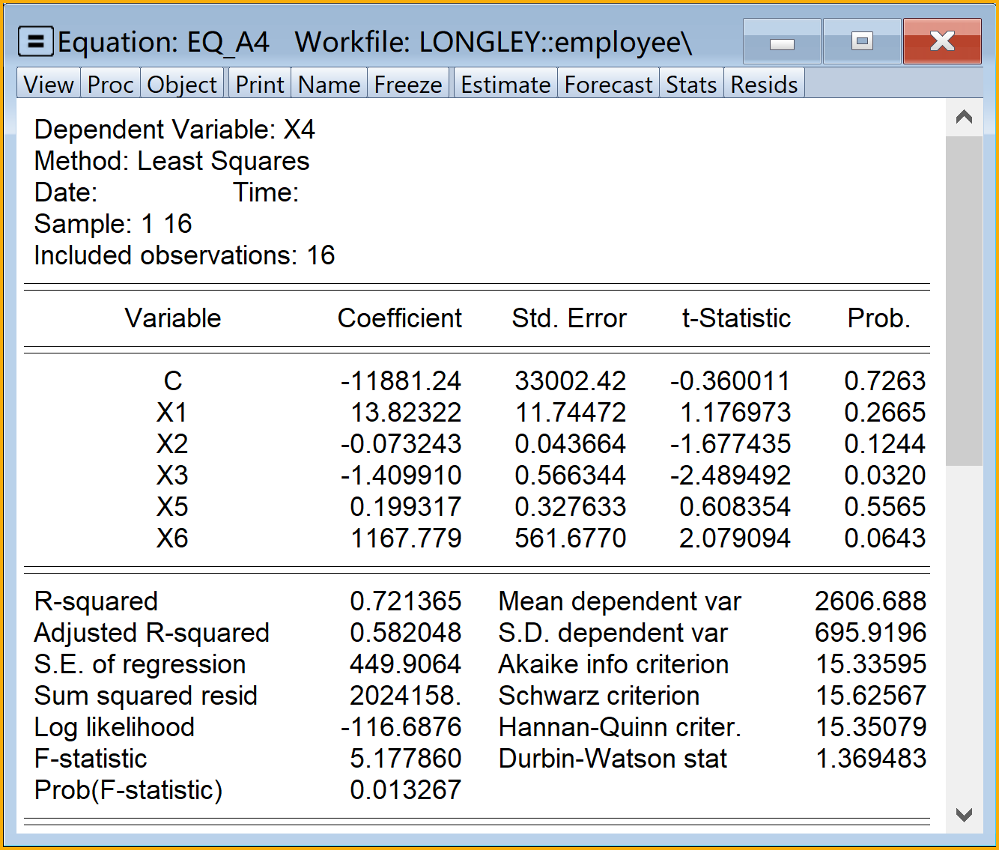 Equation: EQ_A4 Workfile: LONGLEY::employee\
View Proc Object Print Name Freeze Estimate Forecast Stats Resids
Dependent Variable: X4
Method: Least Squares
Date: Time:
Sample: 1 16
Included observations: 16
Variable Coefficient Std. Error t-Statistic Prob.
C -11881.24 33002.42 -0.360011 0.7263
X1 13.82322 11.74472 1.176973 0.2665
X2 -0.073243 0.043664 -1.677435 0.1244
X3 -1.409910 0.566344 -2.489492 0.0320
X5 0.199317 0.327633 0.608354 0.5565
X6 1167.779 561.6770 2.079094 0.0643
R-squared 0.721365 Mean dependent var 2606.688
Adjusted R-squared 0.582048 S.D. dependent var 695.9196
S.E. of regression 449.9064 Akaike info criterion 15.33595
Sum squared resid 2024158. Schwarz criterion 15.62567
Log likelihood -116.6876 Hannan-Quinn criter. 15.35079
F-statistic 5.177860 Durbin-Watson stat 1.369483
Prob(F-statistic) 0.013267